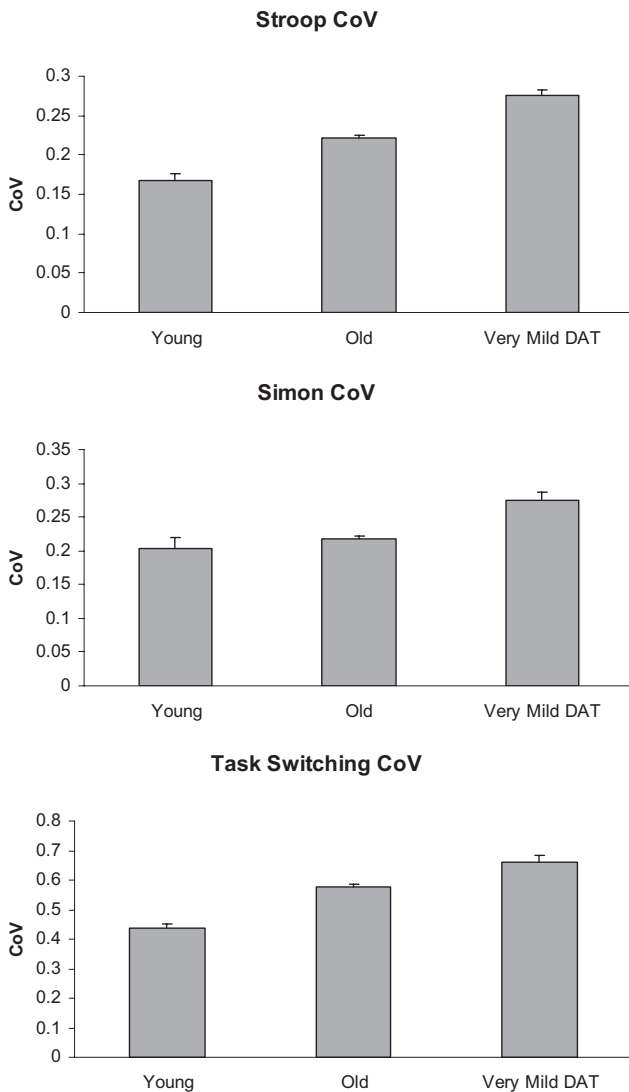 Stroop CoV
0.3
0.25
0.2
0.15
0.1
0.05
0
CoV
Young Old Very Mild DAT
Simon CoV
0.35
0.3
0.25
0.2
0.15
0.1
0.05
0
CoV
Young Old Very Mild DAT
Task Switching CoV
0.8
0.7
0.6
0.5
0.4
0.3
0.2
0.1
0
CoV
Young Old Very Mild DAT